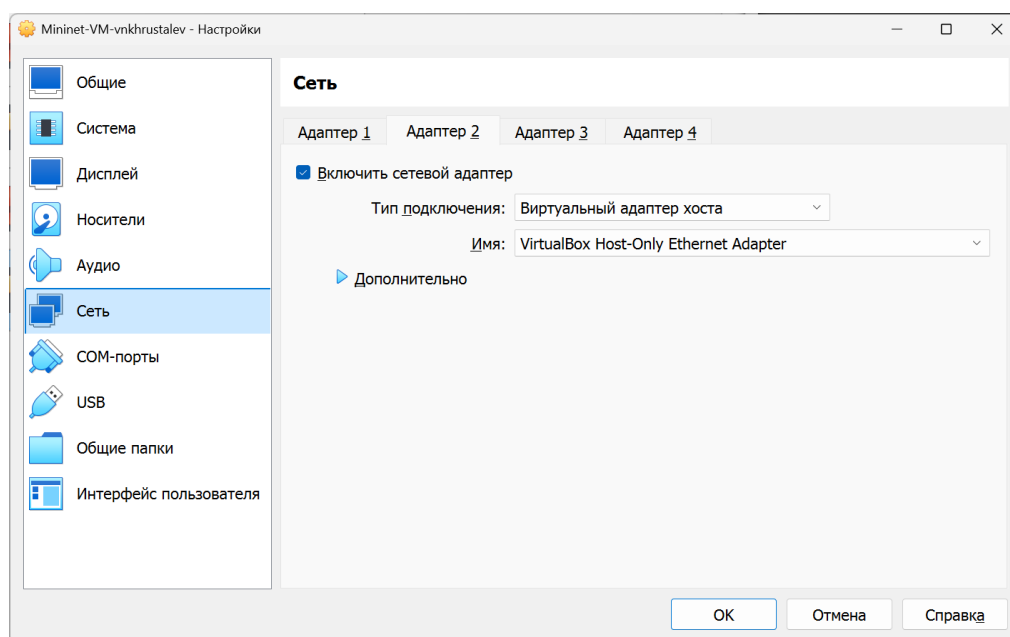 Mininet-VM-vnkhrustalev - Настройки
Общие
Система
Дисплей
Носители
Аудио
Сеть
COM-порты
USB
Общие папки
Интерфейс пользователя
Сеть
Адаптер 1 Адаптер 2 Адаптер 3 Адаптер 4
Включить сетевой адаптер
Тип подключения: Виртуальный адаптер хоста
Имя: VirtualBox Host-Only Ethernet Adapter
Дополнительно
OK Отмена Справка